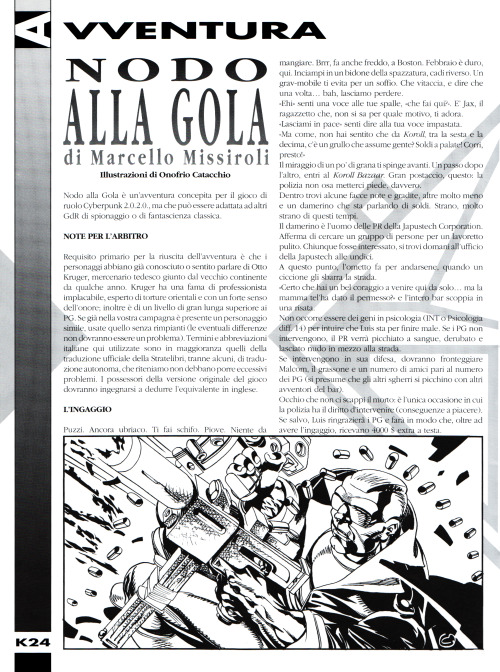 AVVENTURA
NODO
ALLA GOLA
di Marcello Missiroli
Illustrazioni di Onofrio Catacchio
Nodo alla Gola è un'avventura concepita per il gioco di
ruolo Cyberpunk 2.0.2.0., ma che può essere adattata ad altri
GdR di spionaggio o di fantascienza classica.
NOTE PER L'ARBITRO
Requisito primario per la riuscita dell'avventura è che i
personaggi abbiano già conosciuto o sentito parlare di Otto
Kruger, mercenario tedesco giunto dal vecchio continente
da qualche anno. Kruger ha una fama di professionista
implacabile, esperto di torture orientali e con un forte senso
dell'onore; inoltre è di un livello di gran lunga superiore ai
PG. Se già nella vostra campagna è presente un personaggio
simile, usate quello senza rimpianti (le eventuali differenze
non dovranno essere un problema). Termini e abbreviazioni
italiane qui utilizzate sono in maggioranza quelli della
traduzione ufficiale della Stratelibri, tranne alcuni, di tradu-
zione autonoma, che riteniamo non debbano porre eccessivi
problemi. I possessori della versione originale del gioco
dovranno ingegnarsi a dedurre l'equivalente in inglese.
L'INGAGGIO
Puzzi. Ancora ubriaco. Ti fai schifo. Piove. Niente da
mangiare. Brrr, fa anche freddo, a Boston. Febbraio è duro,
qui. Inciampi in un bidone della spazzatura, cadi riverso. Un
grav-mobile ti evita per un soffio. Che vitaccia, e dire che
una volta… bah, lasciamo perdere.
«Ehi» senti una voce alle tue spalle, «che fai qui?». E' Jax, il
ragazzetto che, non si sa per quale motivo, ti adora.
«Lasciami in pace» senti dire alla tua voce impastata.
«Ma come, non hai sentito che da Koroll, tra la sesta e la
decima, c'è un grullo che assume gente? Soldi a palate! Corri,
presto!»
Il miraggio di un po' di grana ti spinge avanti. Un passo dopo
l'altro, entri al Koroll Bazaar. Gran postaccio, questo: la
polizia non osa metterci piede, davvero.
Dentro trovi alcune facce note e gradite, altre molto meno
e un damerino che sta parlando di soldi. Strano, molto
strano di questi tempi.
Il damerino è l'uomo delle PR della Japustech Corporation.
Afferma di cercare un gruppo di persone per un lavoretto
pulito. Chiunque fosse interessato, si trovi domani all'ufficio
della Japustech alle undici.
A questo punto, l'ometto fa per andarsene, quando un
ciccione gli sbarra la strada.
«Certo che hai un bel coraggio a venire qui da solo… ma la
mamma tel'ha dato il permesso?» e l'intero bar scoppia in
una risata.
Non occorre essere dei geni in psicologia (INT o Psicologia
diff. 14) per intuire che Luis sta per finire male. Se i PG non
intervengono, il PR verrà picchiato a sangue, derubato e
lasciato nudo in mezzo alla strada.
Se intervengono in sua difesa, dovranno fronteggiare
Malcom, il grassone e un numero di amici pari al numero
dei PG (si presume che gli altri sgherri si picchino con altri
avventori del bar).
Occhio che non ci scappi il morto: è l'unica occasione in cui
la polizia ha il diritto d'intervenire (conseguenze a piacere).
Se salvo, Luis ringrazierà i PG e farà in modo che, oltre ad
avere l'ingaggio, ricevano 4000 $ extra a testa.
K24